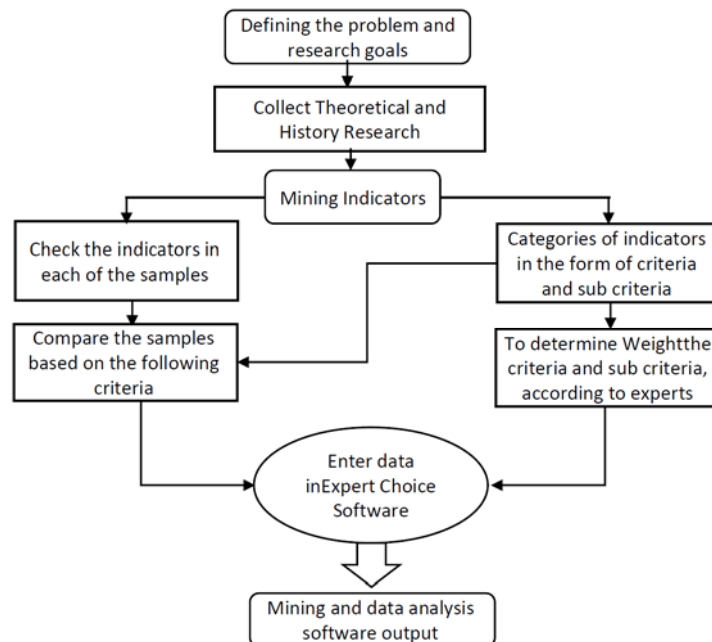 Defining the problem and
research goals
Collect Theoretical and
History Research
Mining Indicators
Check the indicators in
each of the samples
Categories of indicators
in the form of criteria
and sub criteria
Compare the samples
based on the following
criteria
To determine Weightthe
criteria and sub criteria,
according to experts
Enter data
inExpert Choice
Software
Mining and data analysis
software output